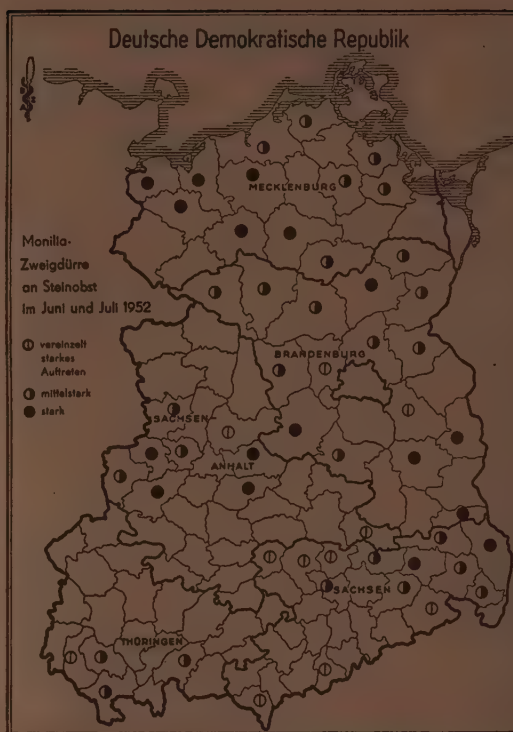 Deutsche Demokratische Republik
MECKLENBURG
Monilia-
Zweigdürre
an Steinobst
im Juni und Juli 1952
vereinzelt
starkes
Auftreten
mittelstark
stark
BRANDENBURG
SACHSEN
ANHALT
SACHSEN
THÜRINGEN